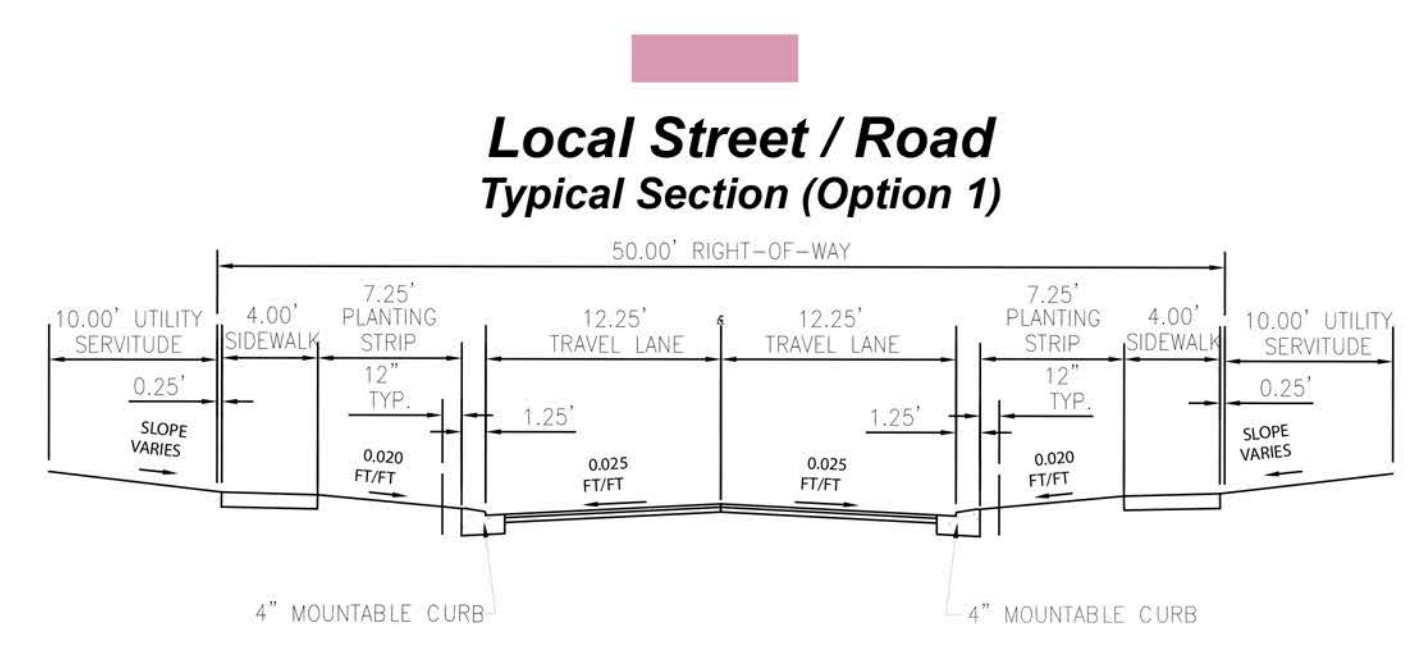 Local Street / Road
Typical Section (Option 1)
50.00' RIGHT-OF-WAY
10.00' UTILITY
SERVITUDE
4.00'
SIDEWALK
7.25'
PLANTING
STRIP
12.25'
TRAVEL LANE
℄
12.25'
TRAVEL LANE
7.25'
PLANTING
STRIP
4.00'
SIDEWALK
10.00' UTILITY
SERVITUDE
0.25'
12"
TYP.
1.25'
1.25'
12"
TYP.
0.25'
SLOPE
VARIES
0.020
FT/FT
0.025
FT/FT
0.025
FT/FT
0.020
FT/FT
SLOPE
VARIES
4" MOUNTABLE CURB
4" MOUNTABLE CURB